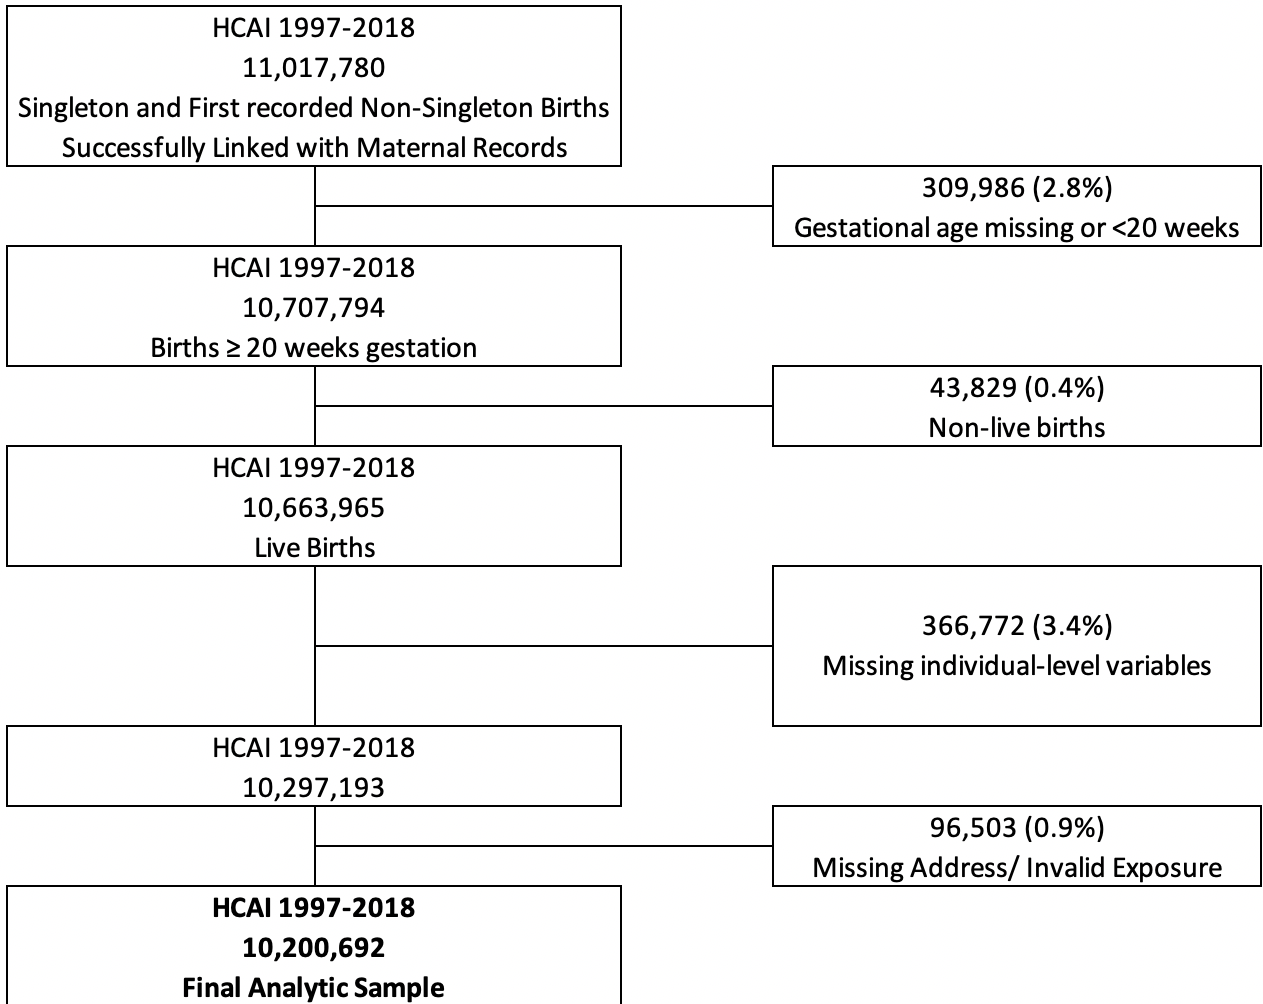 HCAI 1997-2018
11,017,780
Singleton and First recorded Non-Singleton Births
Successfully Linked with Maternal Records
309,986 (2.8%)
Gestational age missing or <20 weeks
HCAI 1997-2018
10,707,794
Births ≥ 20 weeks gestation
43,829 (0.4%)
Non-live births
HCAI 1997-2018
10,663,965
Live Births
366,772 (3.4%)
Missing individual-level variables
HCAI 1997-2018
10,297,193
96,503 (0.9%)
Missing Address/ Invalid Exposure
HCAI 1997-2018
10,200,692
Final Analytic Sample